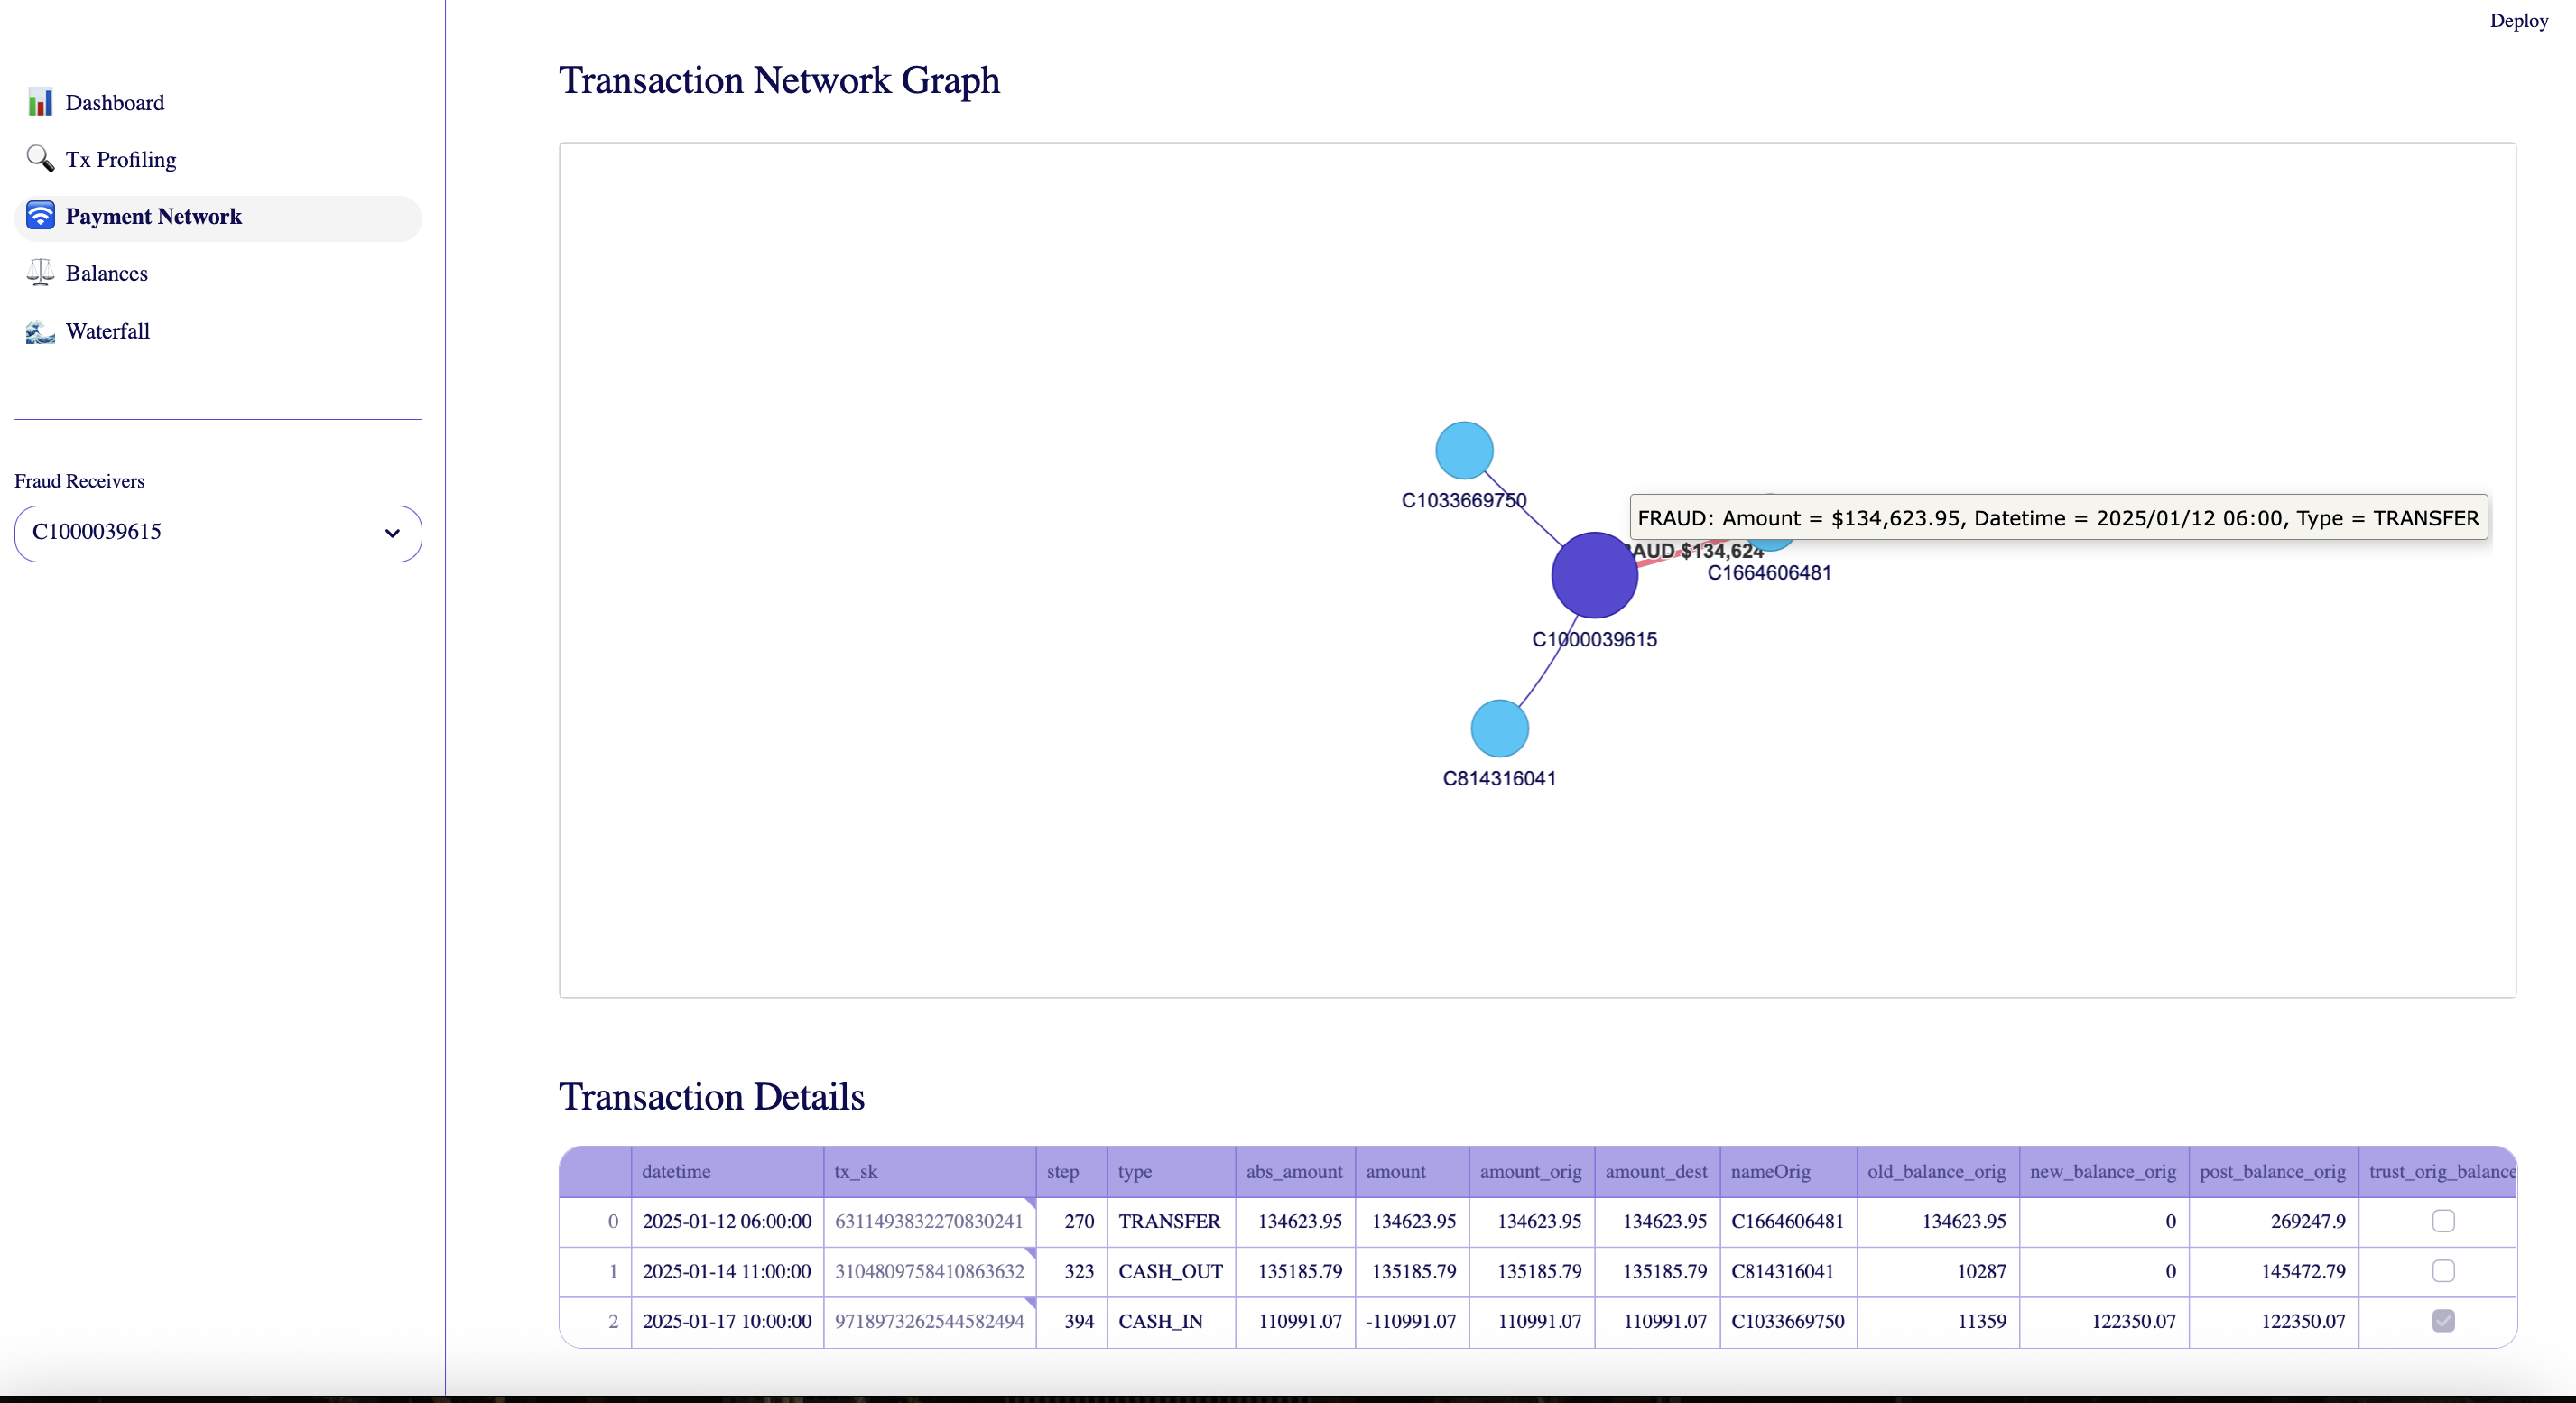 Deploy
Dashboard
Tx Profiling
Payment Network
Balances
Waterfall
Fraud Receivers
C1000039615
Transaction Network Graph
C1033669750
FRAUD: Amount = $134,623.95, Datetime = 2025/01/12 06:00, Type = TRANSFER
AUD $134,624
C1664606481
C1000039615
C814316041
Transaction Details
datetime tx_sk step type abs_amount amount amount_orig amount_dest nameOrig old_balance_orig new_balance_orig post_balance_orig trust_orig_balance
0 2025-01-12 06:00:00 6311493832270830241 270 TRANSFER 134623.95 134623.95 134623.95 134623.95 C1664606481 134623.95 0 269247.9
1 2025-01-14 11:00:00 3104809758410863632 323 CASH_OUT 135185.79 135185.79 135185.79 135185.79 C814316041 10287 0 145472.79
2 2025-01-17 10:00:00 9718973262544582494 394 CASH_IN 110991.07 -110991.07 110991.07 110991.07 C1033669750 11359 122350.07 122350.07